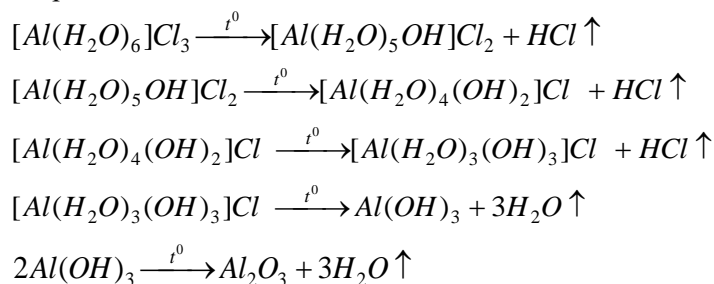 [Al(H₂O)₆]Cl₃ —t⁰→ [Al(H₂O)₅OH]Cl₂ + HCl ↑
[Al(H₂O)₅OH]Cl₂ —t⁰→ [Al(H₂O)₄(OH)₂]Cl + HCl ↑
[Al(H₂O)₄(OH)₂]Cl —t⁰→ [Al(H₂O)₃(OH)₃]Cl + HCl ↑
[Al(H₂O)₃(OH)₃]Cl —t⁰→ Al(OH)₃ + 3H₂O ↑
2Al(OH)₃ —t⁰→ Al₂O₃ + 3H₂O ↑